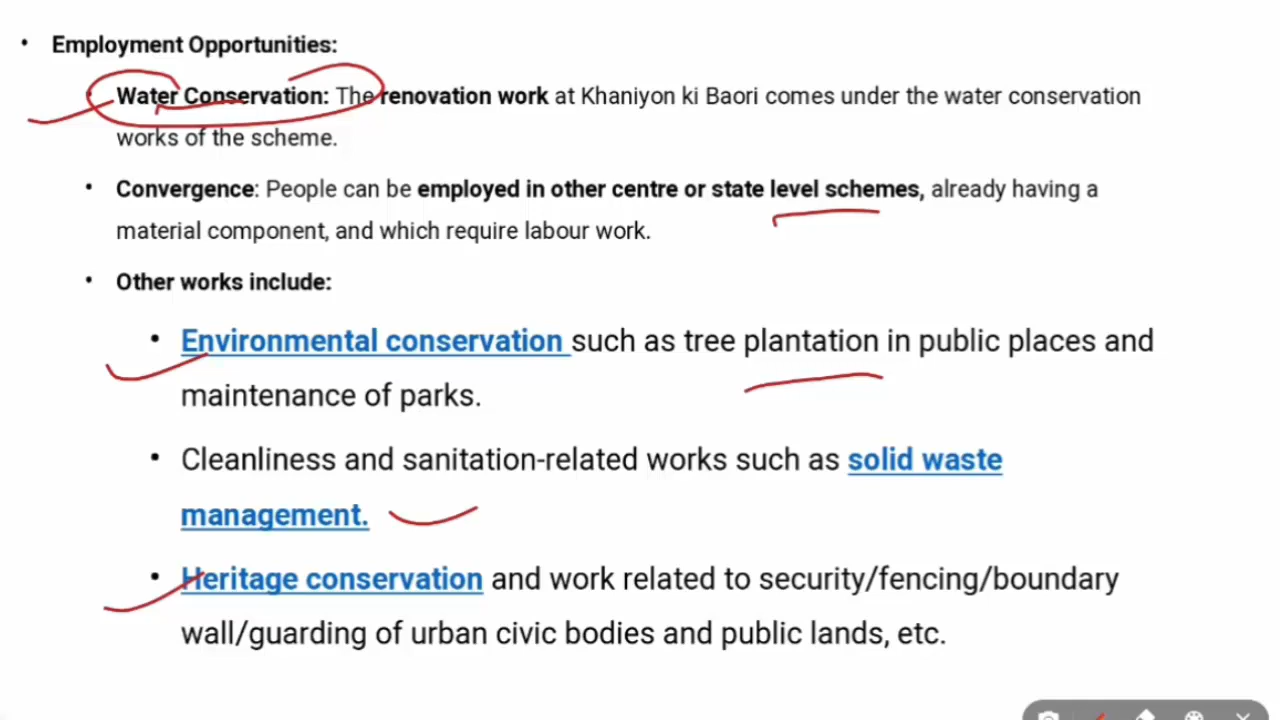 • Employment Opportunities:
• Water Conservation: The renovation work at Khaniyon ki Baori comes under the water conservation
works of the scheme.
• Convergence: People can be employed in other centre or state level schemes, already having a
material component, and which require labour work.
• Other works include:
• Environmental conservation such as tree plantation in public places and
maintenance of parks.
• Cleanliness and sanitation-related works such as solid waste
management.
• Heritage conservation and work related to security/fencing/boundary
wall/guarding of urban civic bodies and public lands, etc.